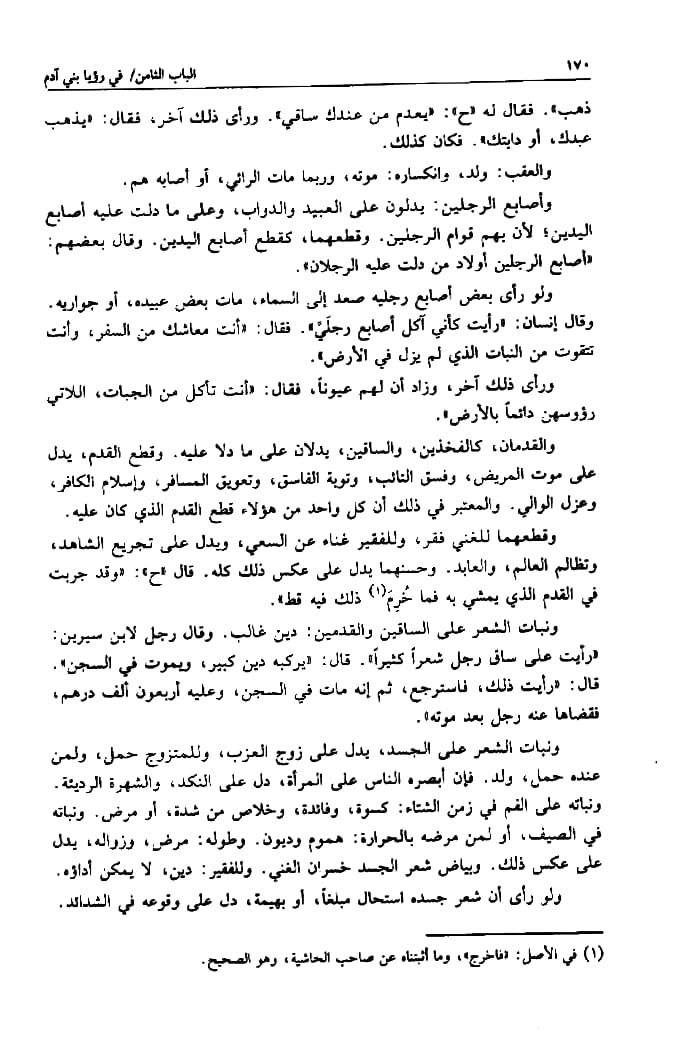 ١٧٠ الباب الثامن/ في رؤيا بني آدم
ذهب». فقال له «ح»: «يعدم من عندك ساقي». ورأى ذلك آخر، فقال: «يذهب
عبدك، أو دابتك». فكان كذلك.
والعقب: ولد، وانكساره: موته، وربما مات الرائي، أو أصابه هم.
وأصابع الرجلين: يدلون على العبيد والدواب، وعلى ما دلت عليه أصابع
اليدين؛ لأن بهم قوام الرجلين. وقطعهما، كقطع أصابع اليدين. وقال بعضهم:
«أصابع الرجلين أولاد من دلت عليه الرجلان».
ولو رأى بعض أصابع رجليه صعد إلى السماء، مات بعض عبيده، أو جواريه.
وقال إنسان: «رأيت كأني آكل أصابع رجليَّ». فقال: «أنت معاشك من السفر، وأنت
تتقوت من النبات الذي لم يزل في الأرض».
ورأى ذلك آخر، وزاد أن لهم عيوناً، فقال: «أنت تأكل من الجبات، اللاتي
رؤوسهن دائماً بالأرض».
والقدمان، كالفخذين، والساقين، يدلان على ما دلا عليه. وقطع القدم، يدل
على موت المريض، وفسق التائب، وتوبة الفاسق، وتعويق المسافر، وإسلام الكافر،
وعزل الوالي. والمعتبر في ذلك أن كل واحد من هؤلاء قطع القدم الذي كان عليه.
وقطعهما للغني فقر، وللفقير غناء عن السعي، ويدل على تجريع الشاهد،
وتظالم العالم، والعابد. وحسنهما يدل على عكس ذلك كله. قال «ح»: «وقد جربت
في القدم الذي يمشي به فما خُرِمَ(١) ذلك فيه قط».
ونبات الشعر على الساقين والقدمين: دين غالب. وقال رجل لابن سيرين:
«رأيت على ساق رجل شعراً كثيراً». قال: «يركبه دين كبير، ويموت في السجن».
قال: «رأيت ذلك، فاسترجع، ثم إنه مات في السجن، وعليه أربعون ألف درهم،
فقضاها عنه رجل بعد موته».
ونبات الشعر على الجسد، يدل على زوج العزب، وللمتزوج حمل، ولمن
عنده حمل، ولد. فإن أبصره الناس على المرأة، دل على النكد، والشهرة الرديئة.
ونباته على الفم في زمن الشتاء: كسوة، وفائدة، وخلاص من شدة، أو مرض. ونباته
في الصيف، أو لمن مرضه بالحرارة: هموم وديون. وطوله: مرض، وزواله، يدل
على عكس ذلك. وبياض شعر الجسد خسران الغني. وللفقير: دين، لا يمكن أداؤه.
ولو رأى أن شعر جسده استحال مبلغاً، أو بهيمة، دل على وقوعه في الشدائد.
(١) في الأصل: «فاخرج»، وما أثبتناه عن صاحب الحاشية، وهو الصحيح.